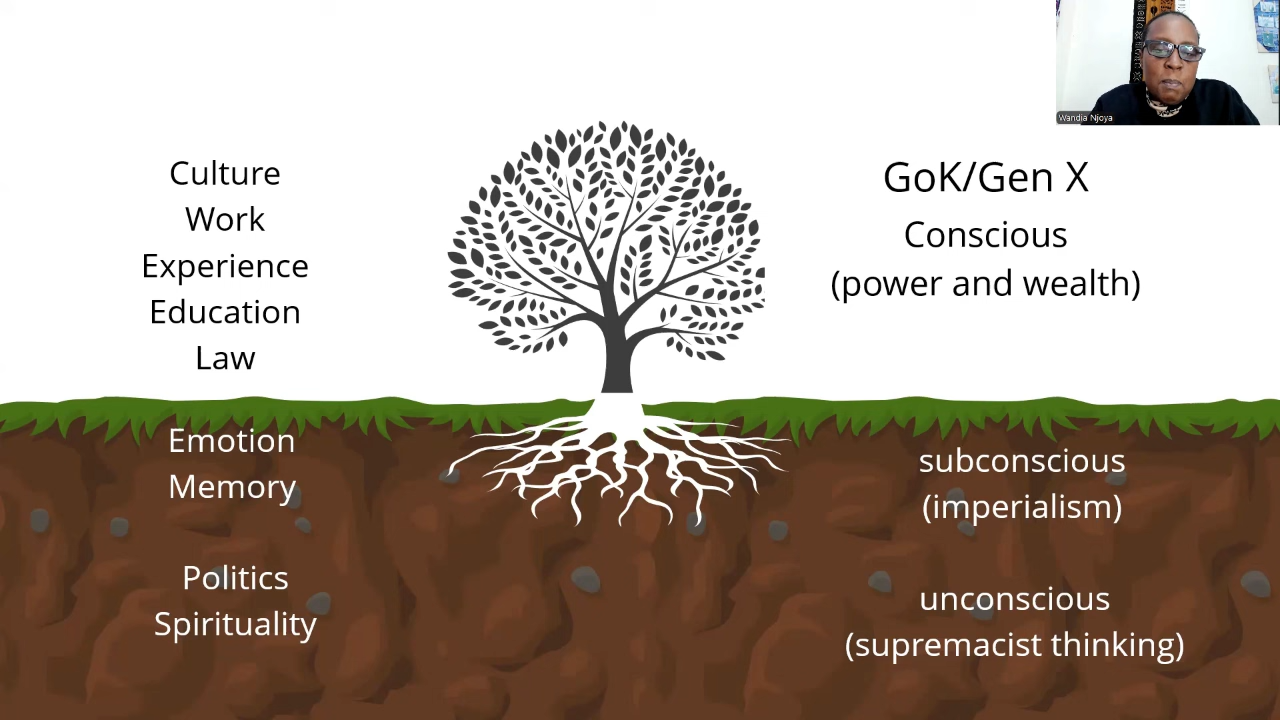 Wandia Njoya
Culture
Work
Experience
Education
Law
GoK/Gen X
Conscious
(power and wealth)
Emotion
Memory
Politics
Spirituality
subconscious
(imperialism)
unconscious
(supremacist thinking)